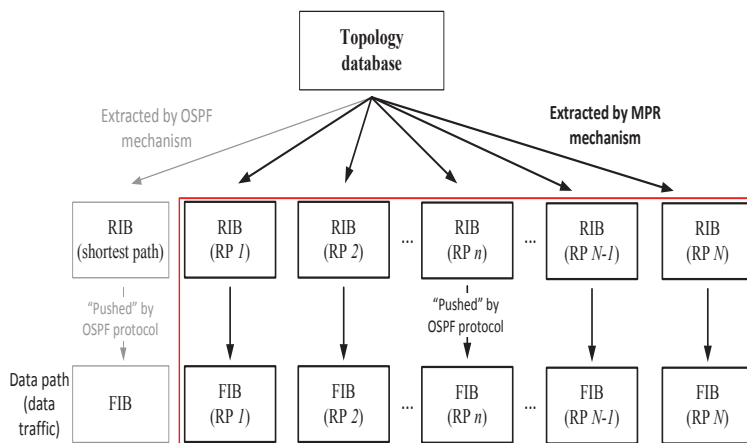 Topology
database
Extracted by OSPF
mechanism
Extracted by MPR
mechanism
RIB
(shortest path)
RIB
(RP 1)
RIB
(RP 2)
...
RIB
(RP n)
...
RIB
(RP N-1)
RIB
(RP N)
“Pushed” by
OSPF protocol
“Pushed” by
OSPF protocol
Data path
(data
traffic)
FIB
FIB
(RP 1)
FIB
(RP 2)
...
FIB
(RP n)
...
FIB
(RP N-1)
FIB
(RP N)